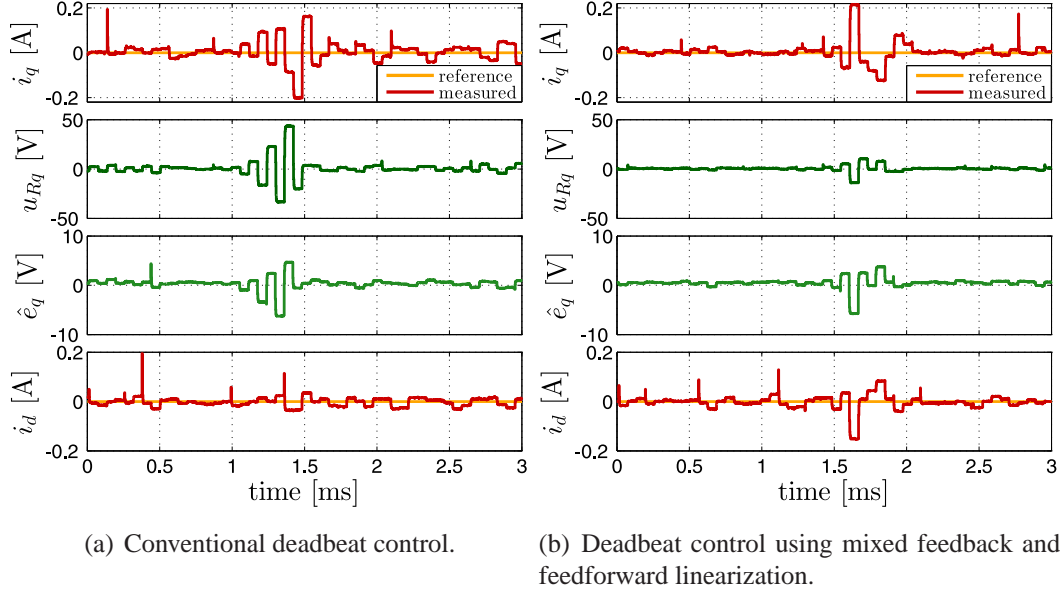 0.2
0
-0.2
i_q [A]
reference
measured
50
0
-50
u_{Rq} [V]
10
0
-10
ê_q [V]
0.2
0
-0.2
i_d [A]
0 0.5 1 1.5 2 2.5 3
time [ms]
(a) Conventional deadbeat control.
0.2
0
-0.2
i_q [A]
reference
measured
50
0
-50
u_{Rq} [V]
10
0
-10
ê_q [V]
0.2
0
-0.2
i_d [A]
0 0.5 1 1.5 2 2.5 3
time [ms]
(b) Deadbeat control using mixed feedback and
feedforward linearization.